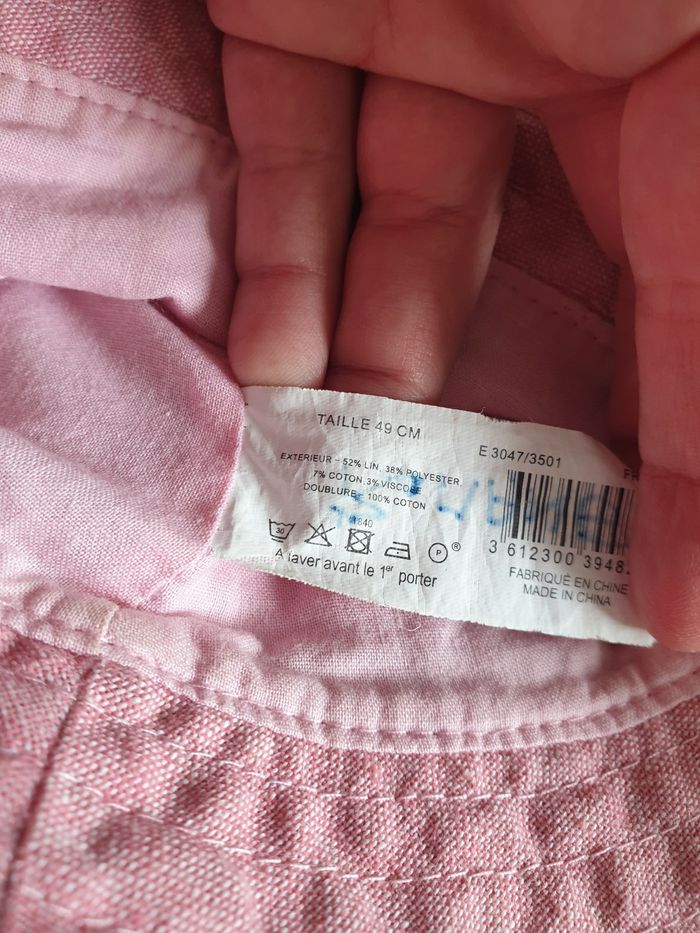 TAILLE 49 CM
EXTERIEUR - 52% LIN, 38% POLYESTER,
7% COTON,3% VISCOSE
DOUBLURE - 100% COTON
30
P ®
A laver avant le 1er porter
E 3047/3501
3 612300 3948
FABRIQUÉ EN CHINE
MADE IN CHINA